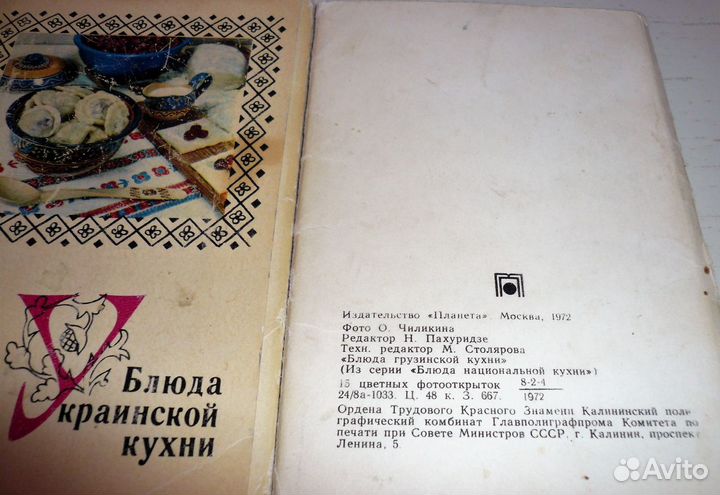 Блюда
Украинской
кухни
Издательство «Планета». Москва, 1972
Фото О. Чиликина
Редактор Н. Пахуридзе
Техн. редактор М. Столярова
«Блюда грузинской кухни»
(Из серии «Блюда национальной кухни»)
15 цветных фотооткрыток 8-2-4
24/8а-1033. Ц. 48 к. З. 667. 1972
Ордена Трудового Красного Знамени Калининский поли-
графический комбинат Главполиграфпрома Комитета по
печати при Совете Министров СССР, г. Калинин, проспек
Ленина, 5.
Avito